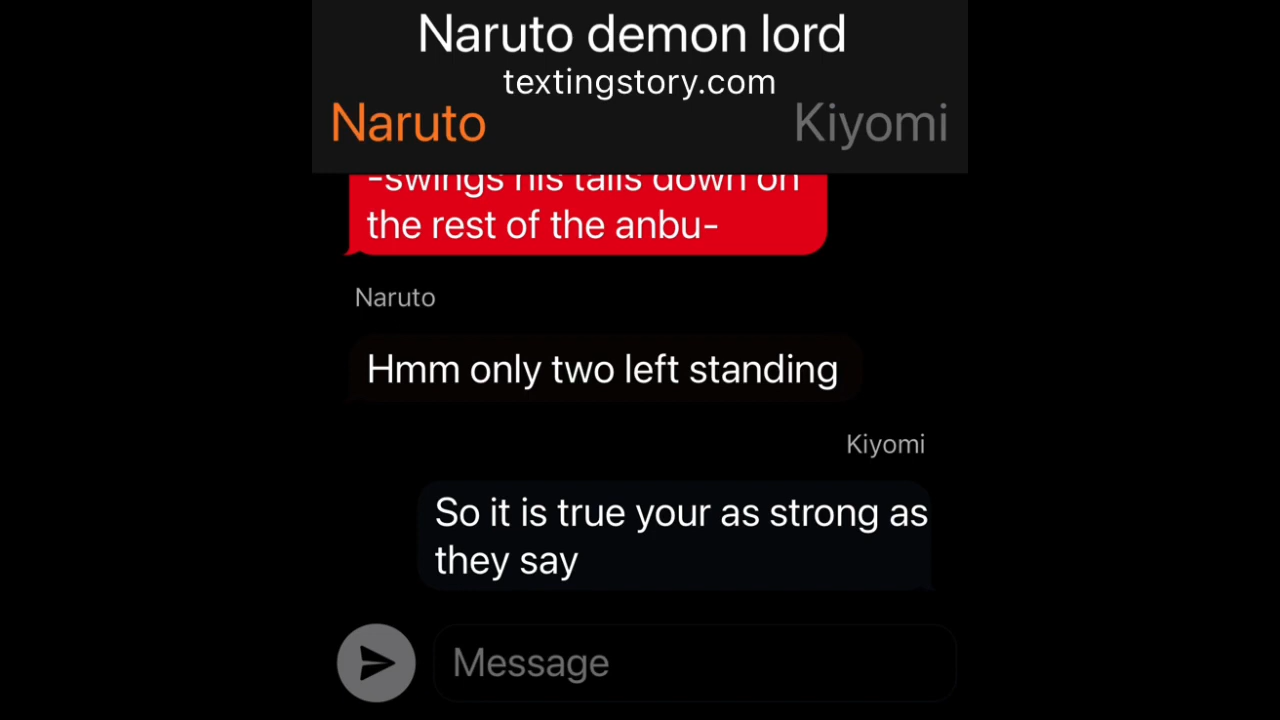 Naruto demon lord
textingstory.com
Naruto
Kiyomi
-swings his tails down on
the rest of the anbu-
Naruto
Hmm only two left standing
Kiyomi
So it is true your as strong as
they say
Message